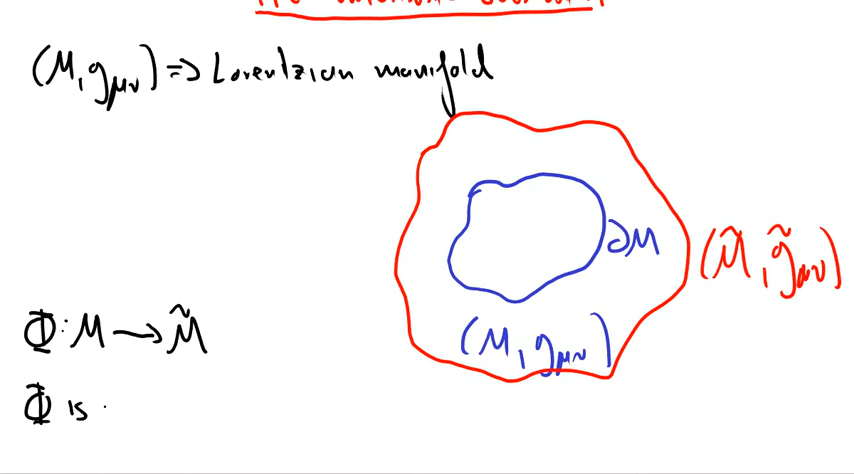 (M, g_μν) => Lorentzian manifold
∂M
(M̃, g̃_μν)
(M, g_μν)
Φ: M → M̃
Φ is